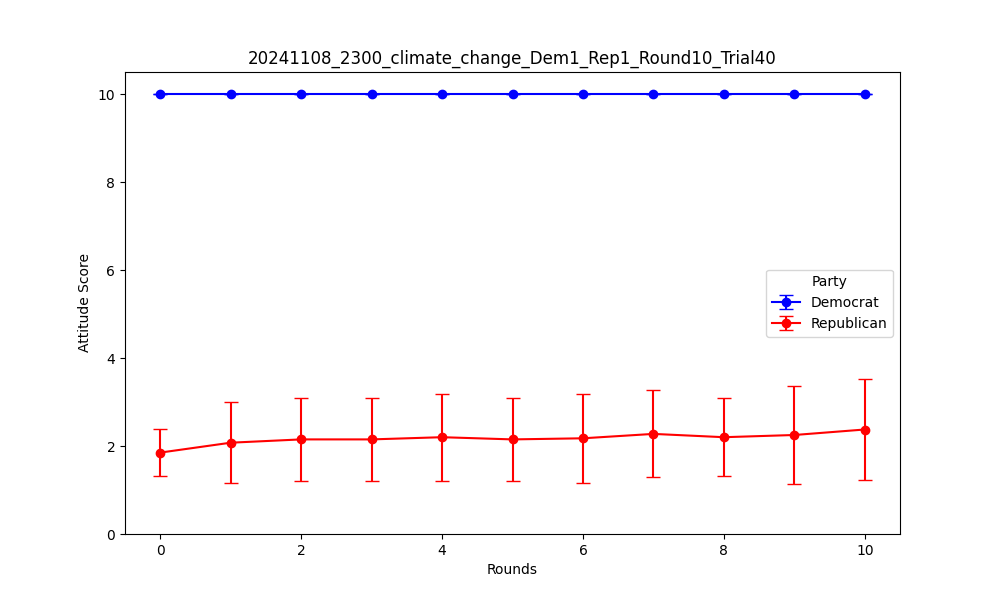 20241108_2300_climate_change_Dem1_Rep1_Round10_Trial40
10
8
6
4
2
0
Attitude Score
Party
Democrat
Republican
0 2 4 6 8 10
Rounds